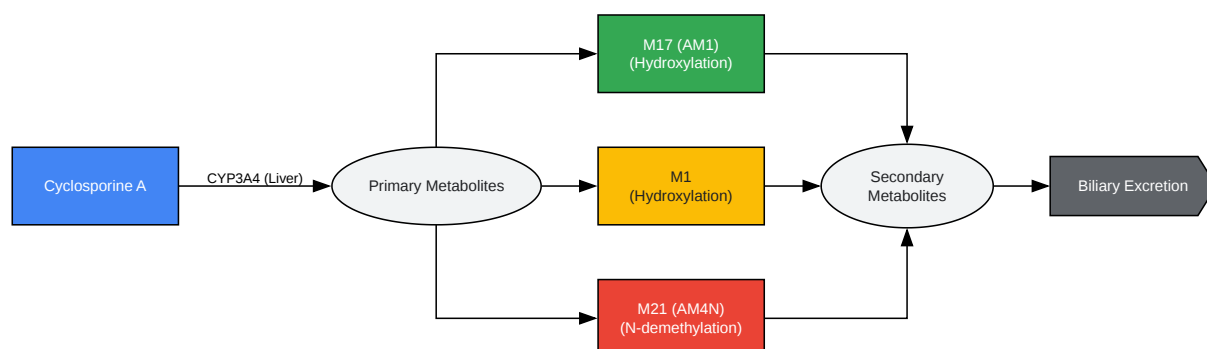 Cyclosporine A
CYP3A4 (Liver)
Primary Metabolites
M17 (AM1)
(Hydroxylation)
M1
(Hydroxylation)
M21 (AM4N)
(N-demethylation)
Secondary
Metabolites
Biliary Excretion